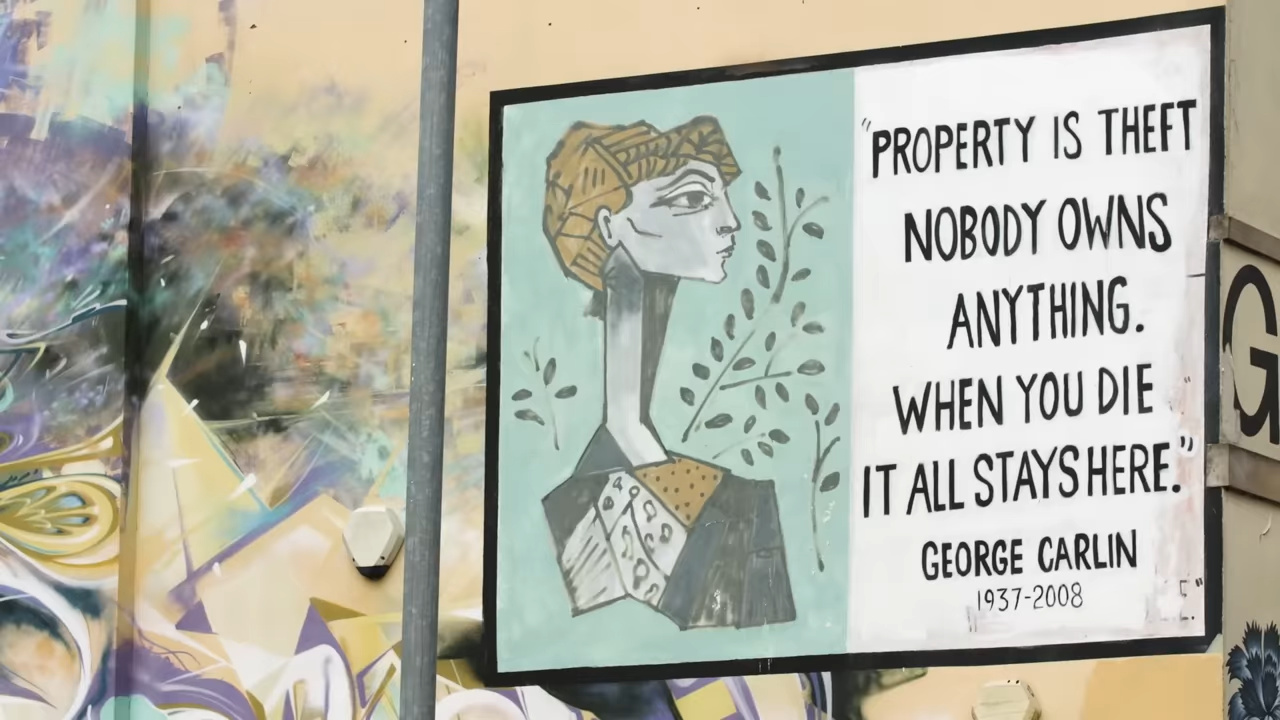 "PROPERTY IS THEFT
NOBODY OWNS
ANYTHING.
WHEN YOU DIE
IT ALL STAYS HERE."
GEORGE CARLIN
1937-2008
G